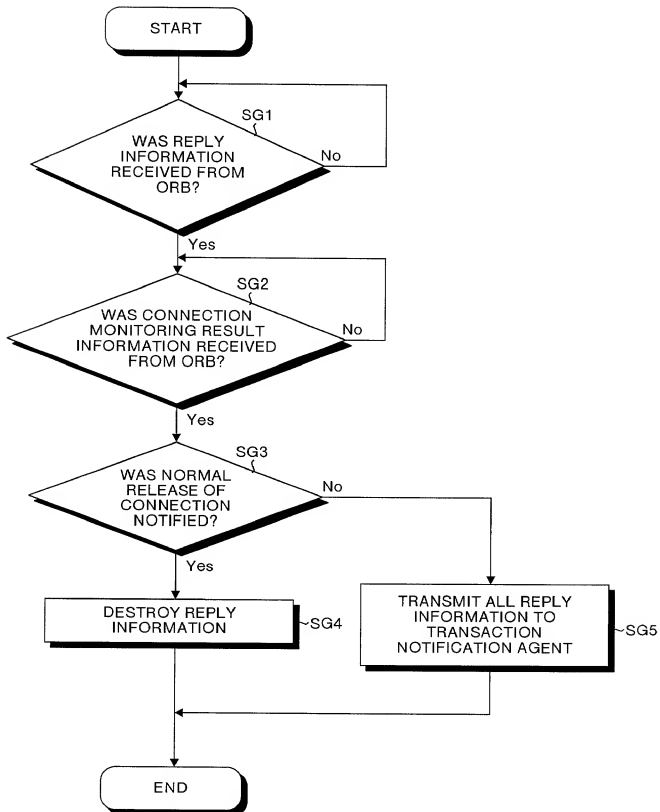 START
SG1
WAS REPLY
INFORMATION
RECEIVED FROM
ORB?
No
Yes
SG2
WAS CONNECTION
MONITORING RESULT
INFORMATION RECEIVED
FROM ORB?
No
Yes
SG3
WAS NORMAL
RELEASE OF
CONNECTION
NOTIFIED?
No
Yes
DESTROY REPLY
INFORMATION
SG4
TRANSMIT ALL REPLY
INFORMATION TO
TRANSACTION
NOTIFICATION AGENT
SG5
END